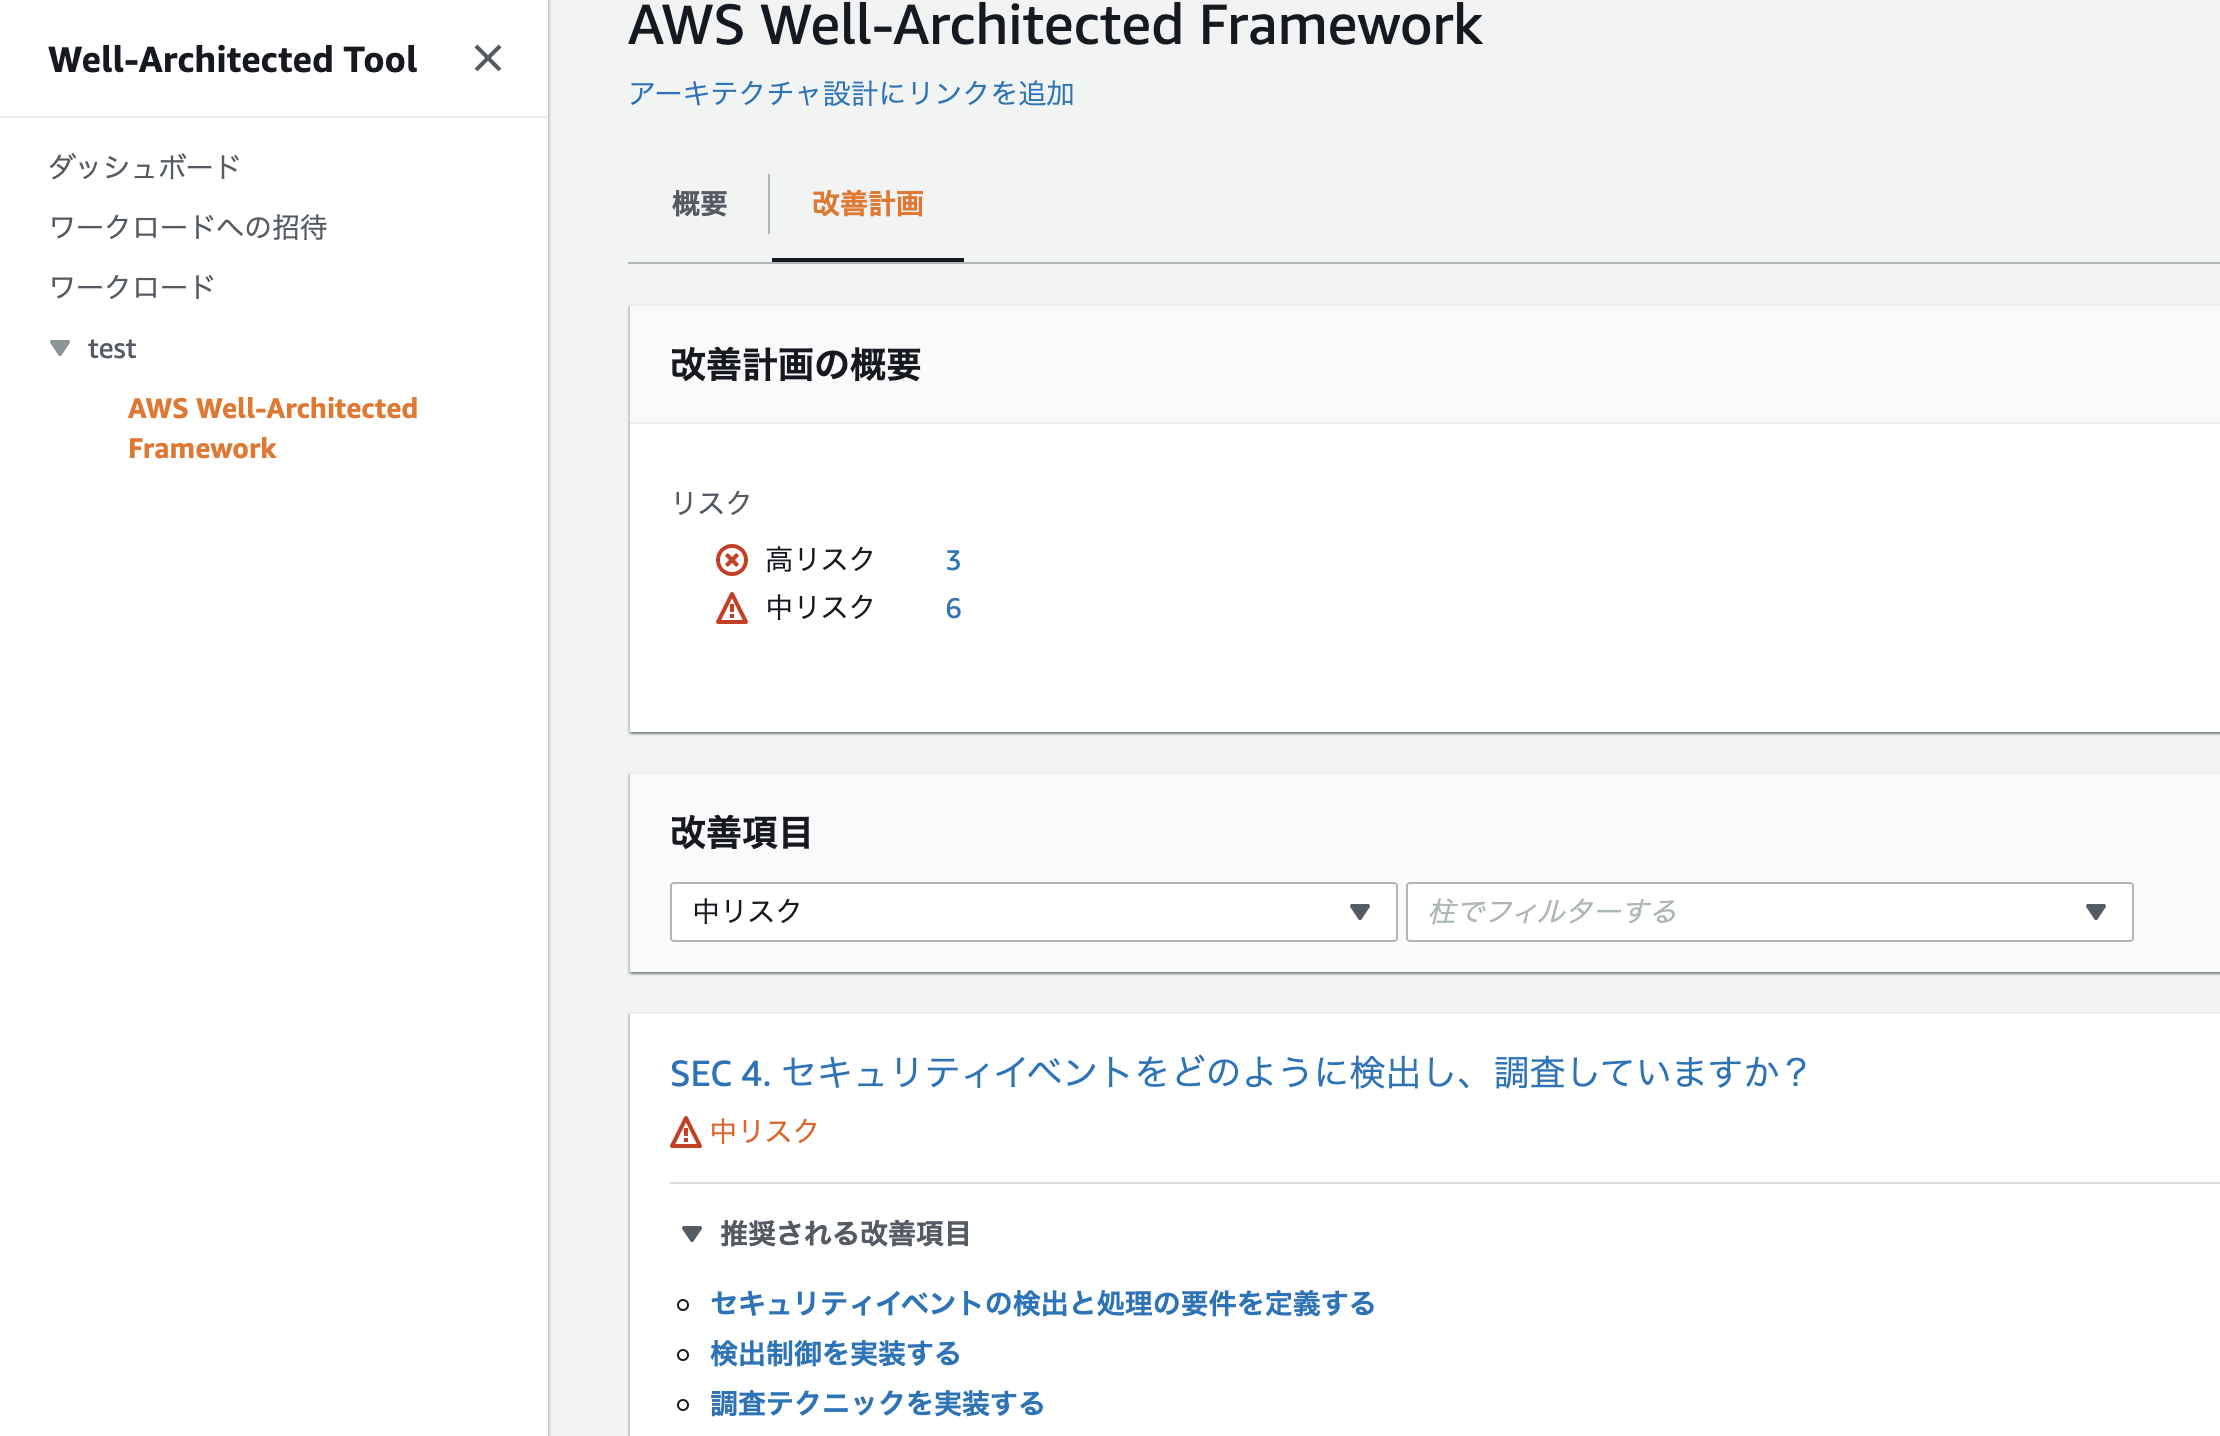 Well-Architected Tool
ダッシュボード
ワークロードへの招待
ワークロード
test
AWS Well-Architected
Framework
AWS Well-Architected Framework
アーキテクチャ設計にリンクを追加
概要
改善計画
改善計画の概要
リスク
高リスク 3
中リスク 6
改善項目
中リスク
柱でフィルターする
SEC 4. セキュリティイベントをどのように検出し、調査していますか？
中リスク
推奨される改善項目
セキュリティイベントの検出と処理の要件を定義する
検出制御を実装する
調査テクニックを実装する